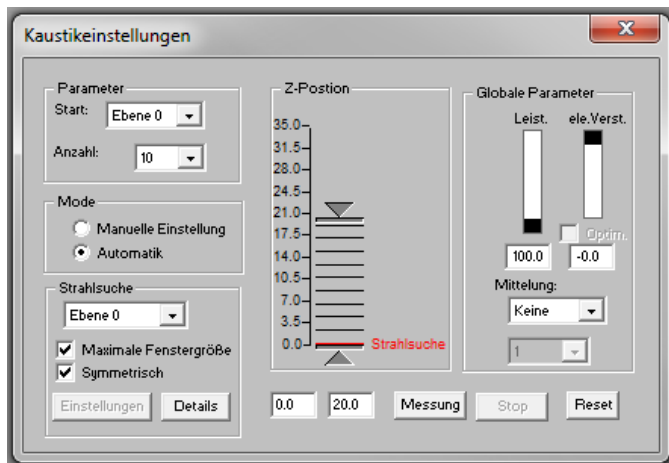 Kaustikeinstellungen
Parameter
Start: Ebene 0
Anzahl: 10
Mode
Manuelle Einstellung
Automatik
Strahlsuche
Ebene 0
Maximale Fenstergröße
Symmetrisch
Einstellungen Details
Z-Postion
35.0
31.5
28.0
24.5
21.0
17.5
14.0
10.5
7.0
3.5
0.0 Strahlsuche
Globale Parameter
Leist. ele.Verst.
Optim.
100.0 -0.0
Mittelung:
Keine
1
0.0 20.0 Messung Stop Reset